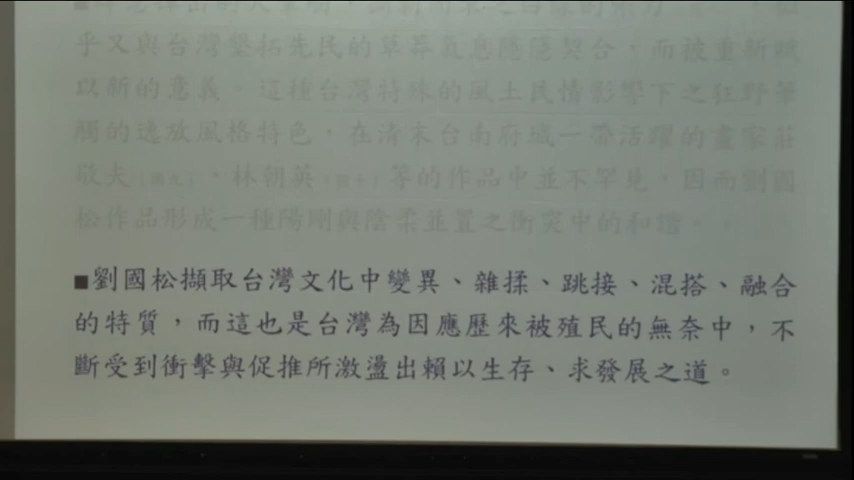 乎又與台灣墾拓先民的草莽氣息隱隱契合，而被重新賦
以新的意義。這種台灣特殊的風土民情影響下之狂野筆
觸的逸放風格特色，在清末台南府城一帶活躍的畫家莊
敬夫、林朝英等的作品中並不罕見。因而劉國
松作品形成一種陽剛與陰柔並置之衝突中的和諧。
■劉國松擷取台灣文化中變異、雜揉、跳接、混搭、融合
的特質，而這也是台灣為因應歷來被殖民的無奈中，不
斷受到衝擊與促推所激盪出賴以生存、求發展之道。